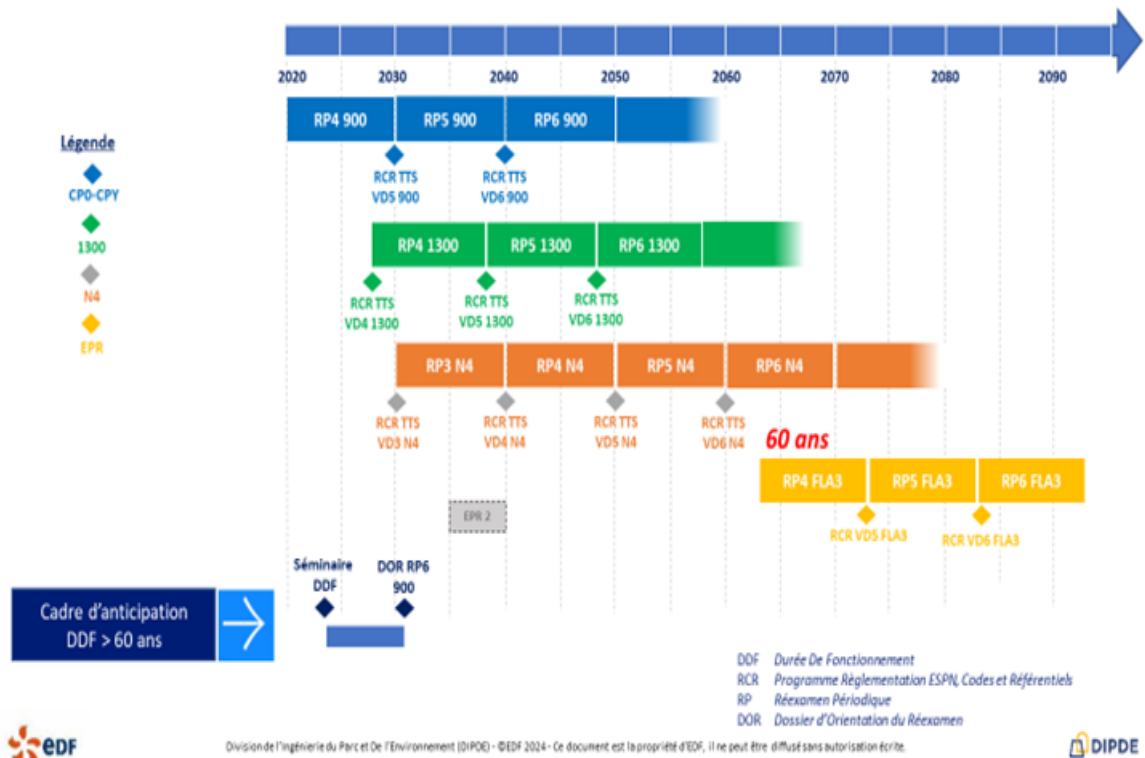 2020 2030 2040 2050 2060 2070 2080 2090
RP4 900 RP5 900 RP6 900
Légende
CP0-CPY
1300
N4
EPR
RCR TTS
VD5 900
RCR TTS
VD6 900
RP4 1300 RP5 1300 RP6 1300
RCR TTS
VD4 1300
RCR TTS
VD5 1300
RCR TTS
VD6 1300
RP3 N4 RP4 N4 RP5 N4 RP6 N4
RCR TTS
VD3 N4
RCR TTS
VD4 N4
RCR TTS
VD5 N4
RCR TTS
VD6 N4
60 ans
RP4 FLA3 RP5 FLA3 RP6 FLA3
RCR VD5 FLA3
RCR VD6 FLA3
EPR 2
Séminaire
DDF
DOR RP6
900
Cadre d'anticipation
DDF > 60 ans
DDF Durée De Fonctionnement
RCR Programme Règlementation ESPN, Codes et Référentiels
RP Réexamen Périodique
DOR Dossier d'Orientation du Réexamen
edf
Division de l'Ingénierie du Parc et De l'Environnement (DIPDE) - ©EDF 2024 - Ce document est la propriété d'EDF, il ne peut être diffusé sans autorisation écrite.
DIPDE